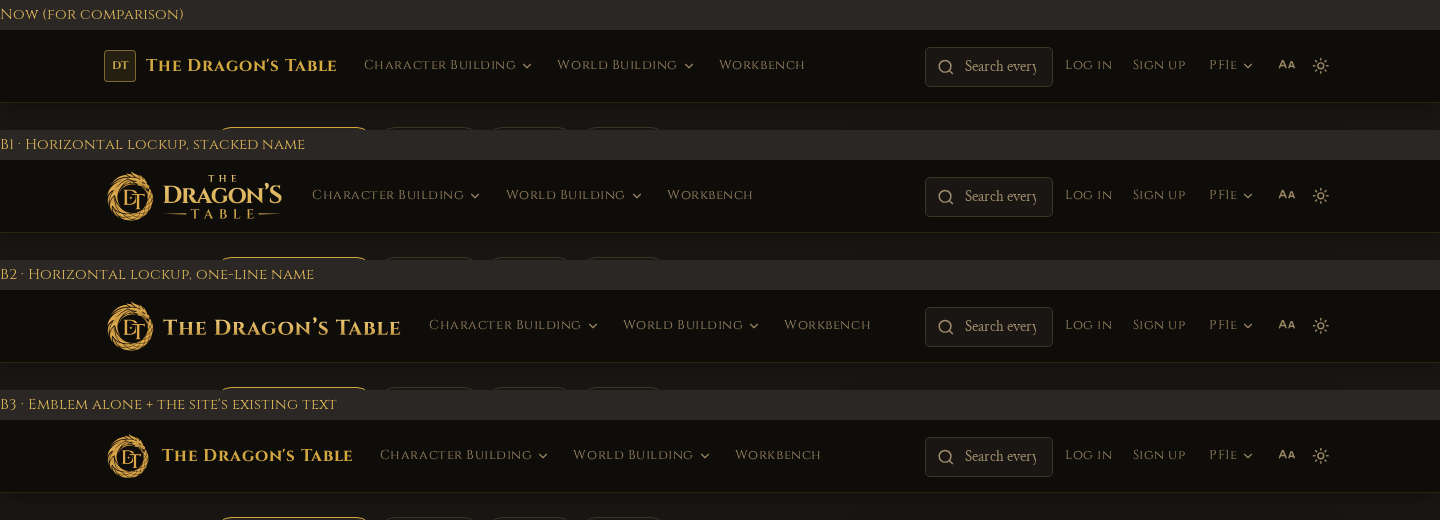 Now (for comparison)
DT The Dragon's Table Character Building World Building Workbench Search every Log in Sign up PF1e Aa
B1 · Horizontal lockup, stacked name
DT THE
DRAGON’S
TABLE
Character Building World Building Workbench Search every Log in Sign up PF1e Aa
B2 · Horizontal lockup, one-line name
DT The Dragon’s Table Character Building World Building Workbench Search every Log in Sign up PF1e Aa
B3 · Emblem alone + the site's existing text
DT The Dragon's Table Character Building World Building Workbench Search every Log in Sign up PF1e Aa